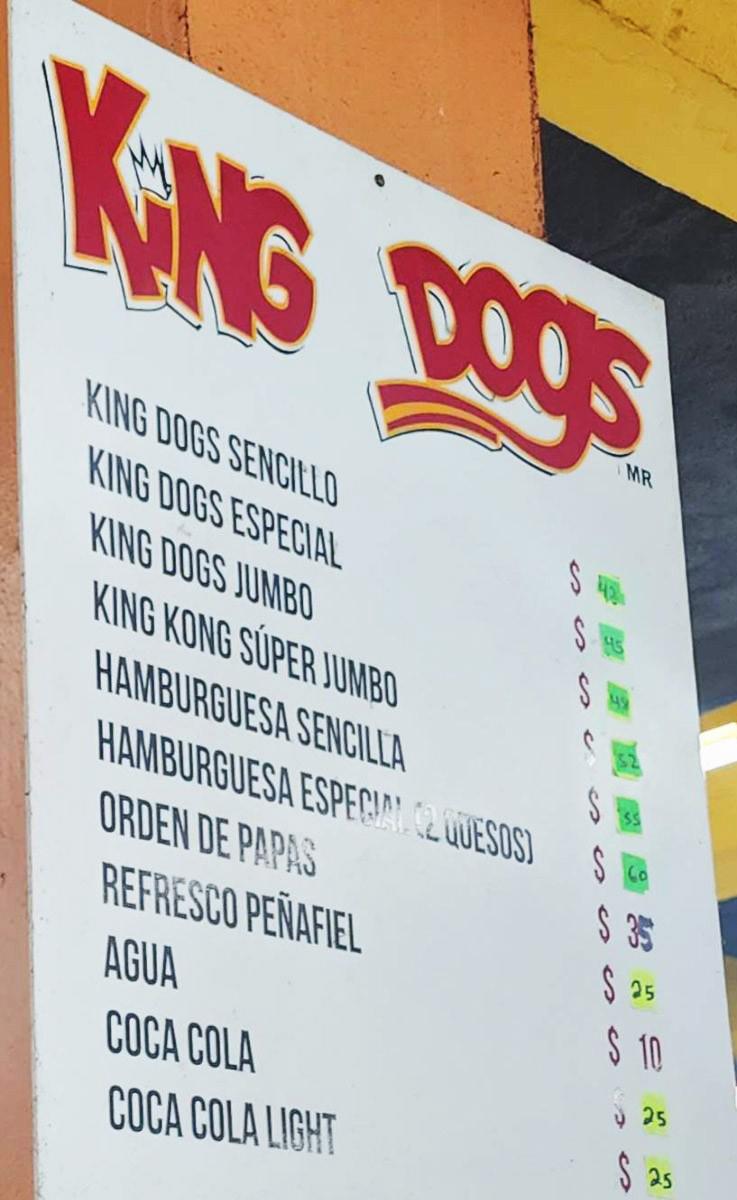 KING DOGS
MR
KING DOGS SENCILLO $ 42
KING DOGS ESPECIAL $ 45
KING DOGS JUMBO $ 49
KING KONG SÚPER JUMBO $ 52
HAMBURGUESA SENCILLA $ 55
HAMBURGUESA ESPECIAL (2 QUESOS) $ 60
ORDEN DE PAPAS $ 35
REFRESCO PEÑAFIEL $ 25
AGUA $ 10
COCA COLA $ 25
COCA COLA LIGHT $ 25